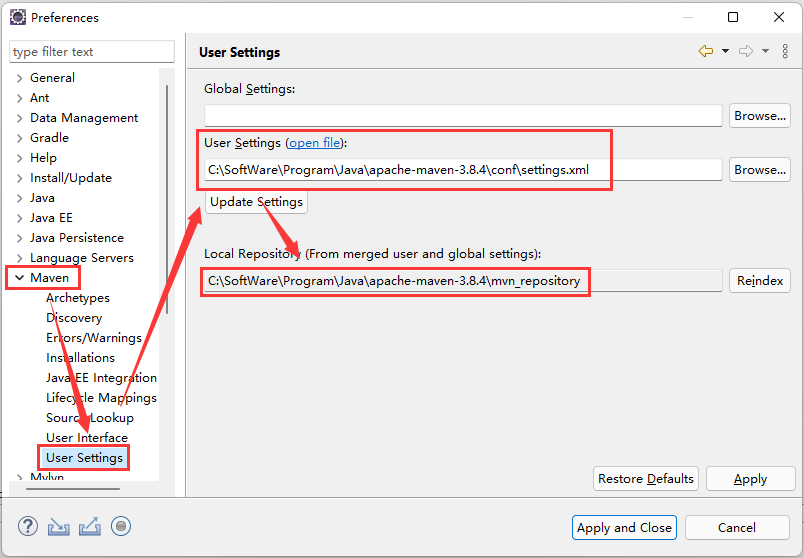 Preferences
type filter text
General
Ant
Data Management
Gradle
Help
Install/Update
Java
Java EE
Java Persistence
Language Servers
Maven
Archetypes
Discovery
Errors/Warnings
Installations
Java EE Integration
Lifecycle Mappings
Source Lookup
User Interface
User Settings
Mylyn
User Settings
Global Settings:
Browse...
User Settings (open file):
C:\SoftWare\Program\Java\apache-maven-3.8.4\conf\settings.xml
Browse...
Update Settings
Local Repository (From merged user and global settings):
C:\SoftWare\Program\Java\apache-maven-3.8.4\mvn_repository
Reindex
Restore Defaults
Apply
?
Apply and Close
Cancel